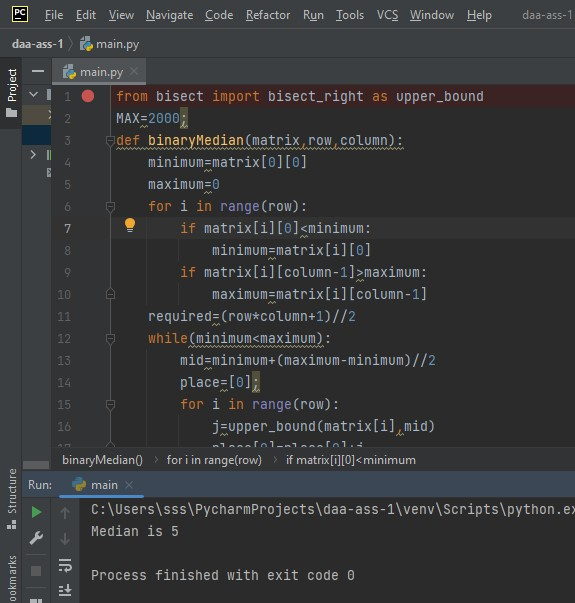 PC File Edit View Navigate Code Refactor Run Tools VCS Window Help daa-ass-1
daa-ass-1 main.py
Project
main.py
1 from bisect import bisect_right as upper_bound
2 MAX=2000;
3 def binaryMedian(matrix,row,column):
4 minimum=matrix[0][0]
5 maximum=0
6 for i in range(row):
7 if matrix[i][0]<minimum:
8 minimum=matrix[i][0]
9 if matrix[i][column-1]>maximum:
10 maximum=matrix[i][column-1]
11 required=(row*column+1)//2
12 while(minimum<maximum):
13 mid=minimum+(maximum-minimum)//2
14 place=[0];
15 for i in range(row):
16 j=upper_bound(matrix[i],mid)
17 place[0]=place[0]+j
binaryMedian() › for i in range(row) › if matrix[i][0]<minimum
Structure
Run: main
C:\Users\sss\PycharmProjects\daa-ass-1\venv\Scripts\python.ex
Median is 5
Process finished with exit code 0
ookmarks